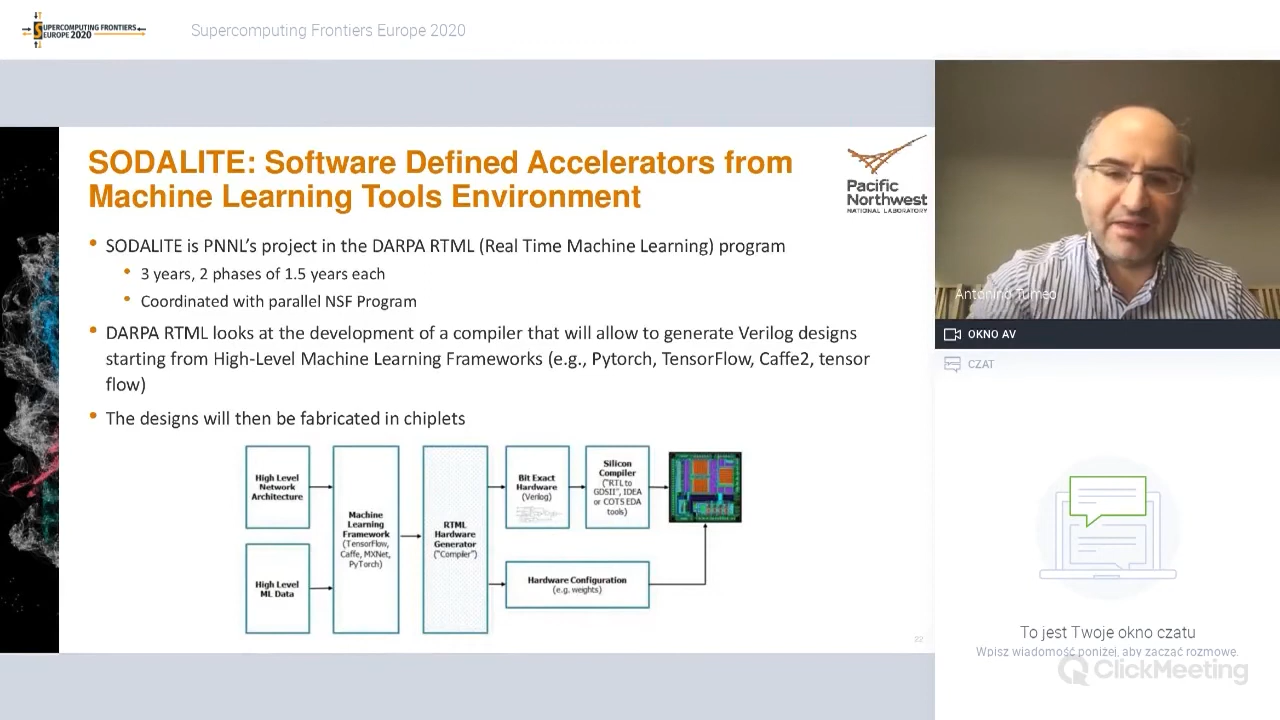 SUPERCOMPUTING FRONTIERS
EUROPE 2020
Supercomputing Frontiers Europe 2020
SODALITE: Software Defined Accelerators from
Machine Learning Tools Environment
Pacific
Northwest
NATIONAL LABORATORY
• SODALITE is PNNL's project in the DARPA RTML (Real Time Machine Learning) program
• 3 years, 2 phases of 1.5 years each
• Coordinated with parallel NSF Program
• DARPA RTML looks at the development of a compiler that will allow to generate Verilog designs
starting from High-Level Machine Learning Frameworks (e.g., Pytorch, TensorFlow, Caffe2, tensor
flow)
• The designs will then be fabricated in chiplets
High Level
Network
Architecture
High Level
ML Data
Machine
Learning
Framework
(TensorFlow,
Caffe, MXNet,
PyTorch)
RTML
Hardware
Generator
("Compiler")
Bit Exact
Hardware
(Verilog)
Silicon
Compiler
("RTL to
GDSII", IDEA
or COTS EDA
tools)
Hardware Configuration
(e.g. weights)
22
Antonino Tumeo
OKNO AV
CZAT
To jest Twoje okno czatu
Wpisz wiadomość poniżej, aby zacząć rozmowę.
ClickMeeting